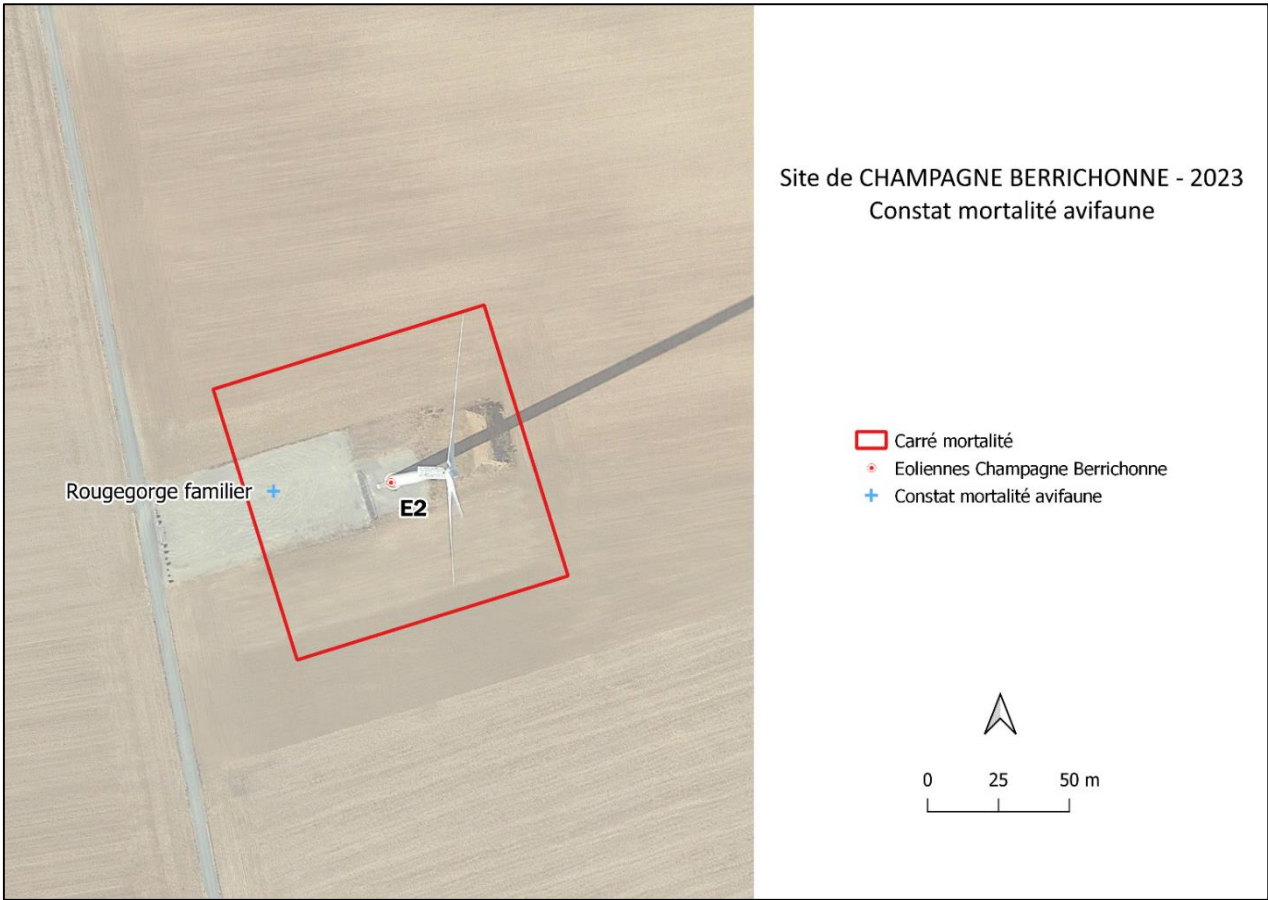 Site de CHAMPAGNE BERRICHONNE - 2023
Constat mortalité avifaune
Rougegorge familier
E2
Carré mortalité
Eoliennes Champagne Berrichonne
Constat mortalité avifaune
0 25 50 m